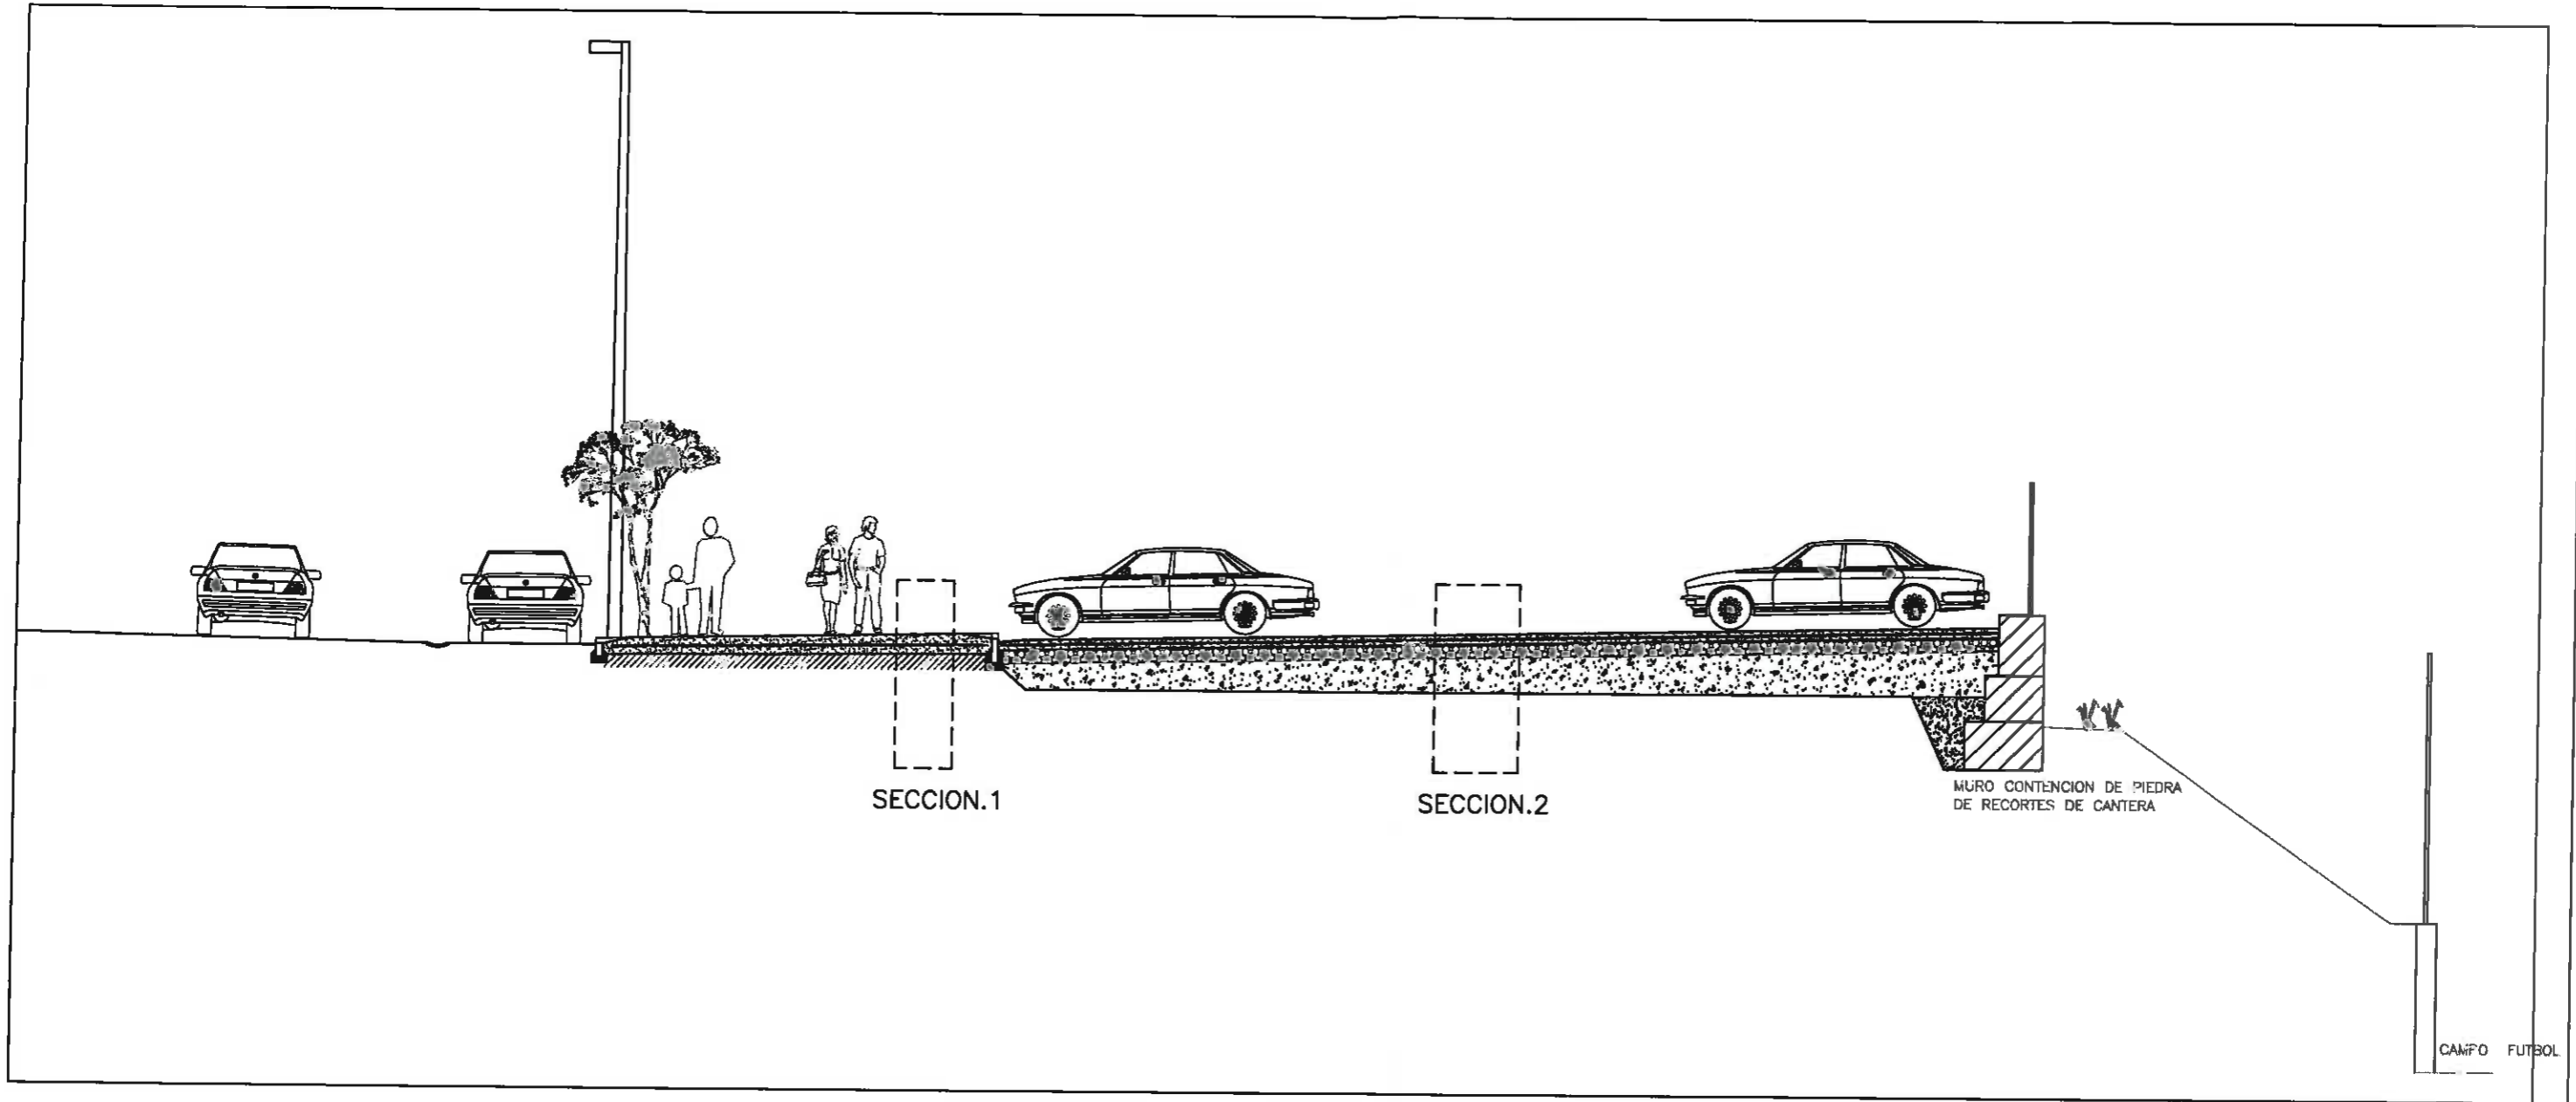 SECCION.1
SECCION.2
MURO CONTENCION DE PIEDRA
DE RECORTES DE CANTERA
CAMPO FUTBOL